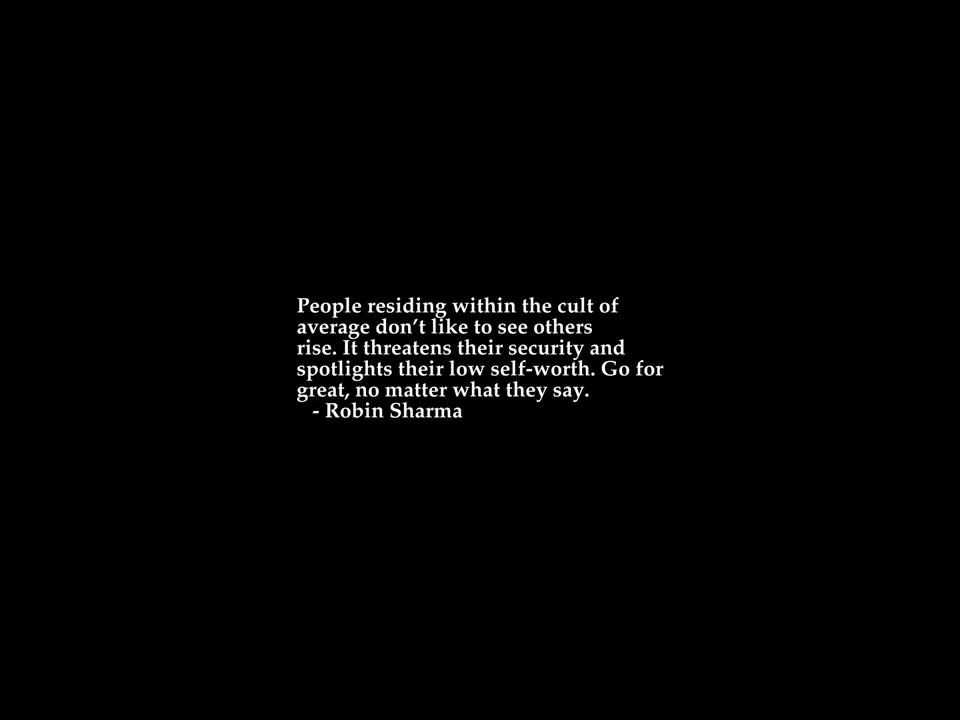 People residing within the cult of
average don’t like to see others
rise. It threatens their security and
spotlights their low self-worth. Go for
great, no matter what they say.
- Robin Sharma